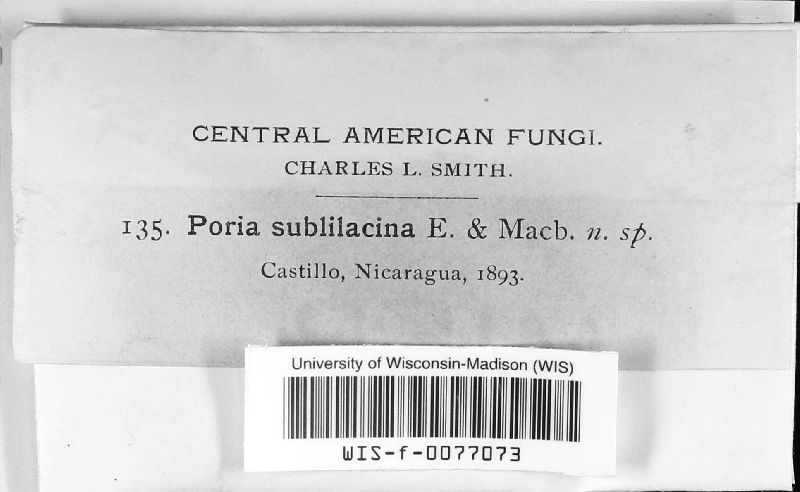 CENTRAL AMERICAN FUNGI.
CHARLES L. SMITH.
135. Poria sublilacina E. & Macb. n. sp.
Castillo, Nicaragua, 1893.
University of Wisconsin-Madison (WIS)
WIS-f-0077073